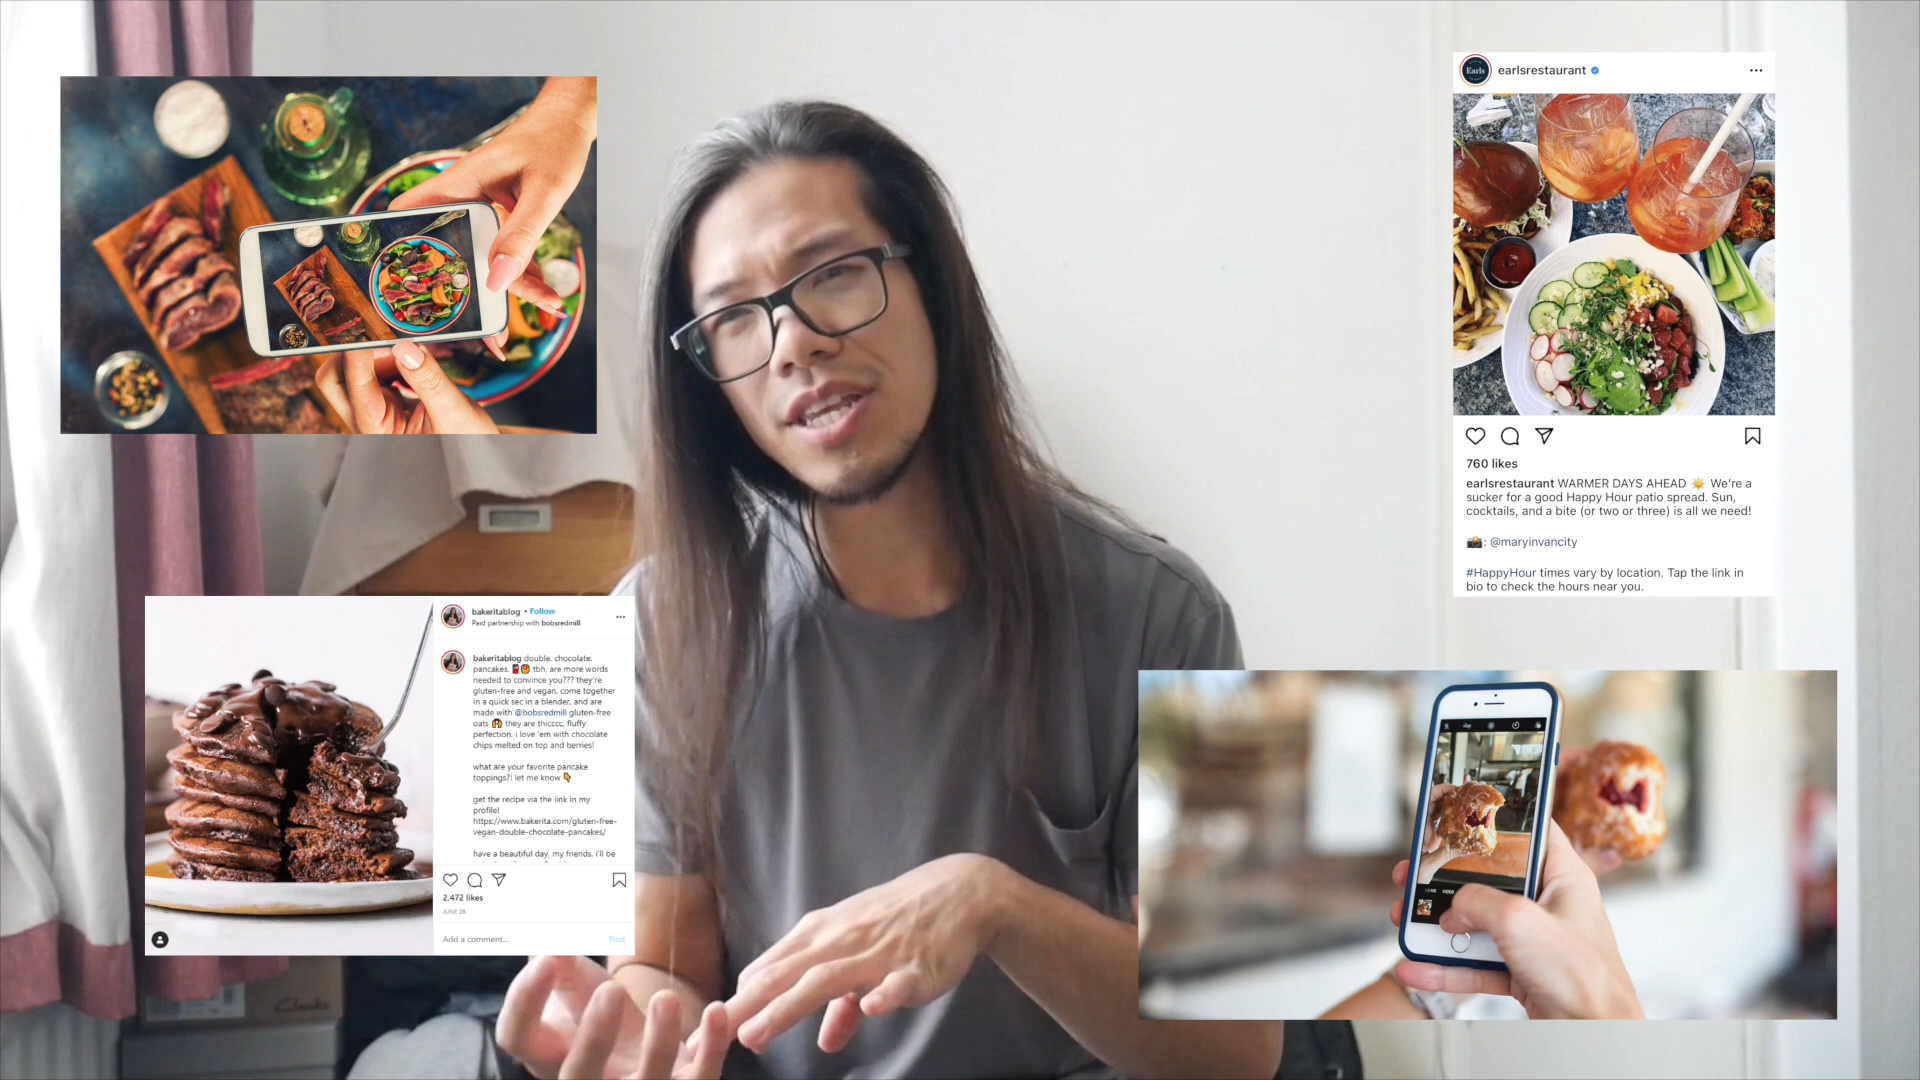 Earls
earlsrestaurant
760 likes
earlsrestaurant WARMER DAYS AHEAD ☀️ We're a
sucker for a good Happy Hour patio spread. Sun,
cocktails, and a bite (or two or three) is all we need!
📸: @maryinvancity
#HappyHour times vary by location. Tap the link in
bio to check the hours near you.
bakeritablog • Follow
Paid partnership with bobsredmill
bakeritablog double. chocolate.
pancakes. 🍫🥞 tbh, are more words
needed to convince you??? they're
gluten-free and vegan, come together
in a quick sec in a blender, and are
made with @bobsredmill gluten-free
oats 🙌 they are thicccc, fluffy
perfection. i love 'em with chocolate
chips melted on top and berries!
what are your favorite pancake
toppings?! let me know 👇
get the recipe via the link in my
profile!
https://www.bakerita.com/gluten-free-
vegan-double-chocolate-pancakes/
have a beautiful day, my friends. i'll be
2,472 likes
JUNE 28
Add a comment...
Post
Clarks
VIDEO